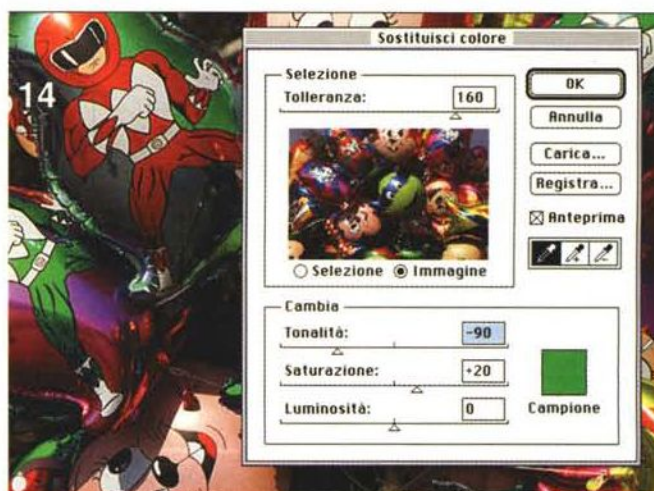 14
Sostituisci colore
Selezione
Tolleranza: 160
Selezione Immagine
OK
Annulla
Carica...
Registra...
Anteprima
Cambia
Tonalità: -90
Saturazione: +20
Luminosità: 0
Campione